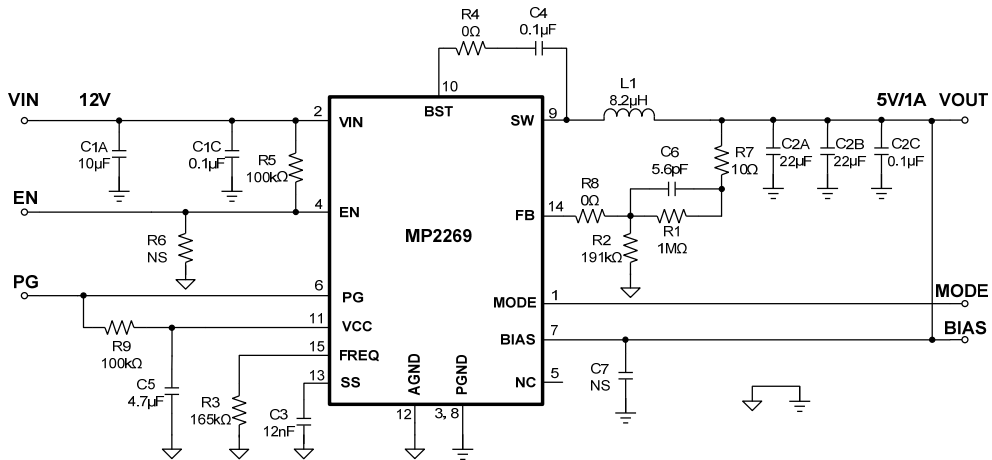 R4
0Ω
C4
0.1µF
10
BST
VIN
12V
2
VIN
C1A
10µF
C1C
0.1µF
R5
100kΩ
SW
9
L1
8.2µH
5V/1A
VOUT
C2A
22µF
C2B
22µF
C2C
0.1µF
R7
10Ω
C6
5.6pF
R8
0Ω
EN
4
EN
FB
14
R1
1MΩ
R2
191kΩ
R6
NS
MP2269
PG
6
PG
MODE
1
MODE
11
VCC
R9
100kΩ
BIAS
7
BIAS
15
FREQ
C5
4.7µF
R3
165kΩ
13
SS
C3
12nF
AGND
PGND
NC
5
C7
NS
12
3, 8